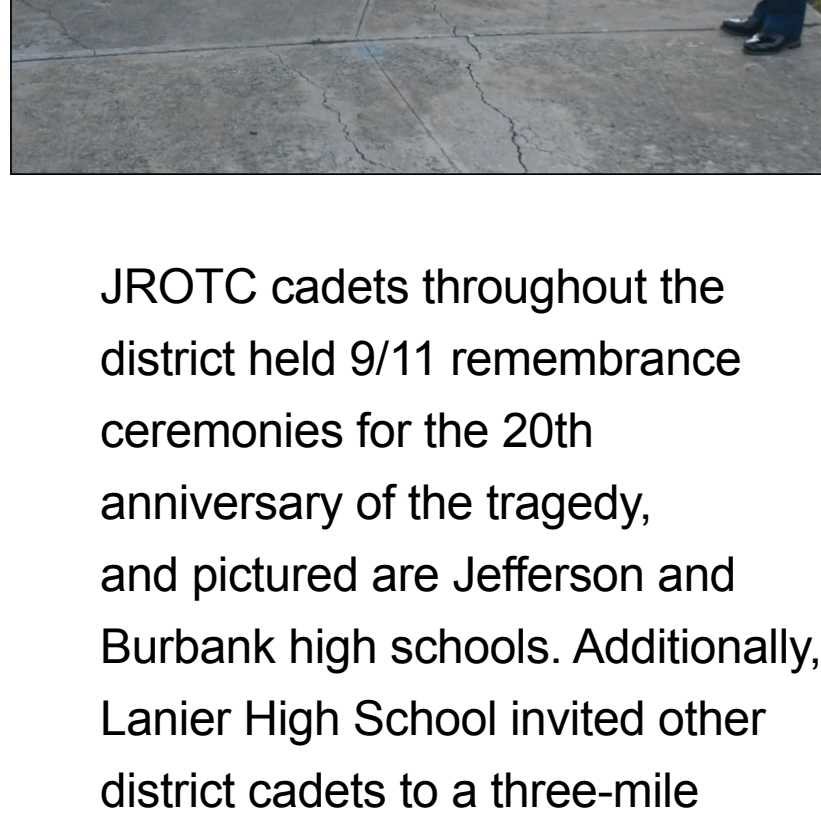 JROTC cadets throughout the
district held 9/11 remembrance
ceremonies for the 20th
anniversary of the tragedy,
and pictured are Jefferson and
Burbank high schools. Additionally,
Lanier High School invited other
district cadets to a three-mile